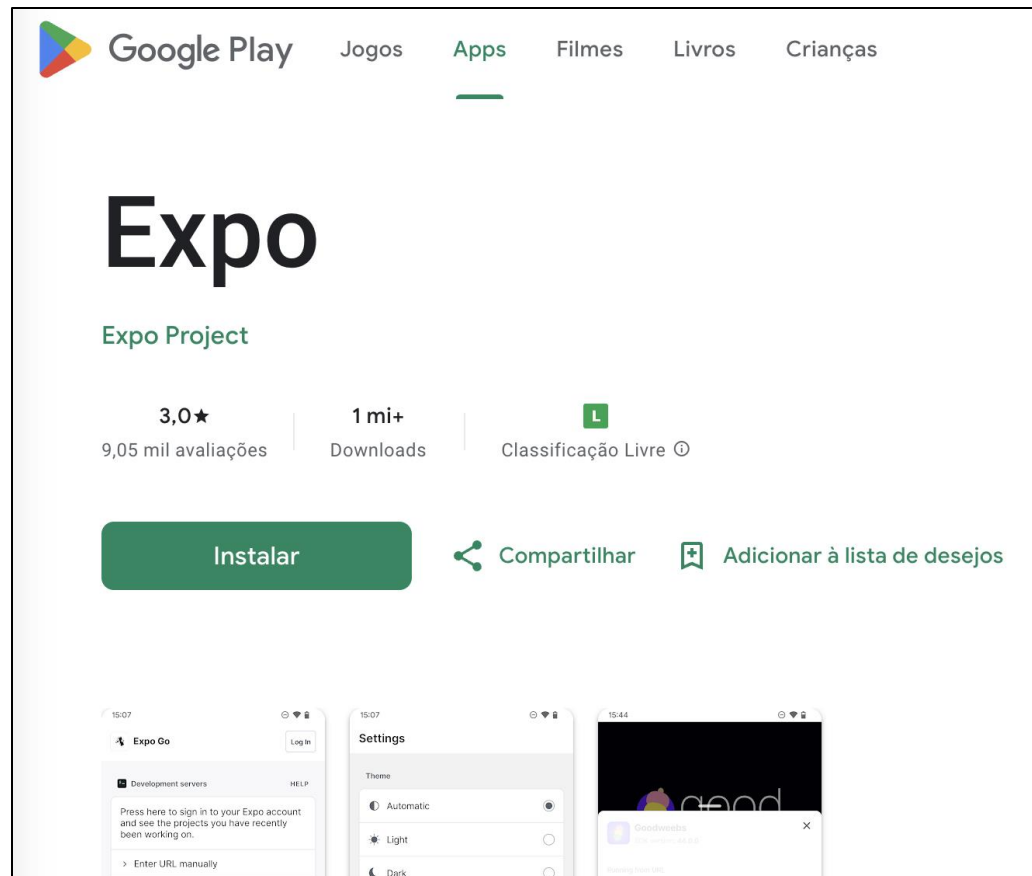 Google Play Jogos Apps Filmes Livros Crianças
Expo
Expo Project
3,0★ 1 mi+ L
9,05 mil avaliações Downloads Classificação Livre
Instalar Compartilhar Adicionar à lista de desejos
15:07
Expo Go Log In
Development servers HELP
Press here to sign in to your Expo account
and see the projects you have recently
been working on.
> Enter URL manually
15:07
Settings
Theme
Automatic
Light
Dark
15:44
good
Goodweebs